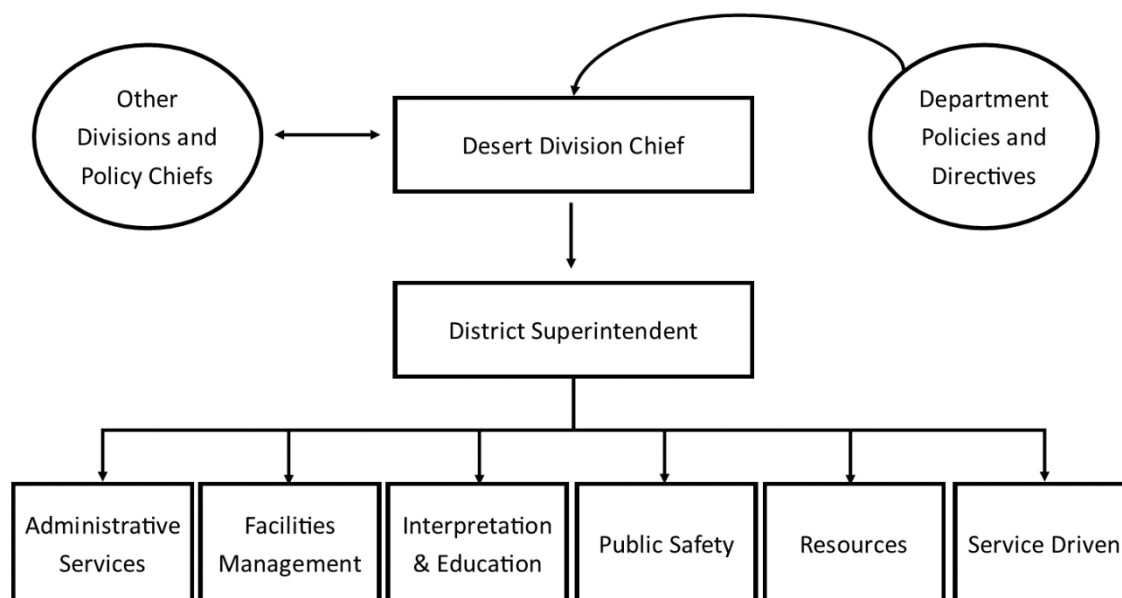 Other
Divisions and
Policy Chiefs
Desert Division Chief
Department
Policies and
Directives
District Superintendent
Administrative
Services
Facilities
Management
Interpretation
& Education
Public Safety
Resources
Service Driven